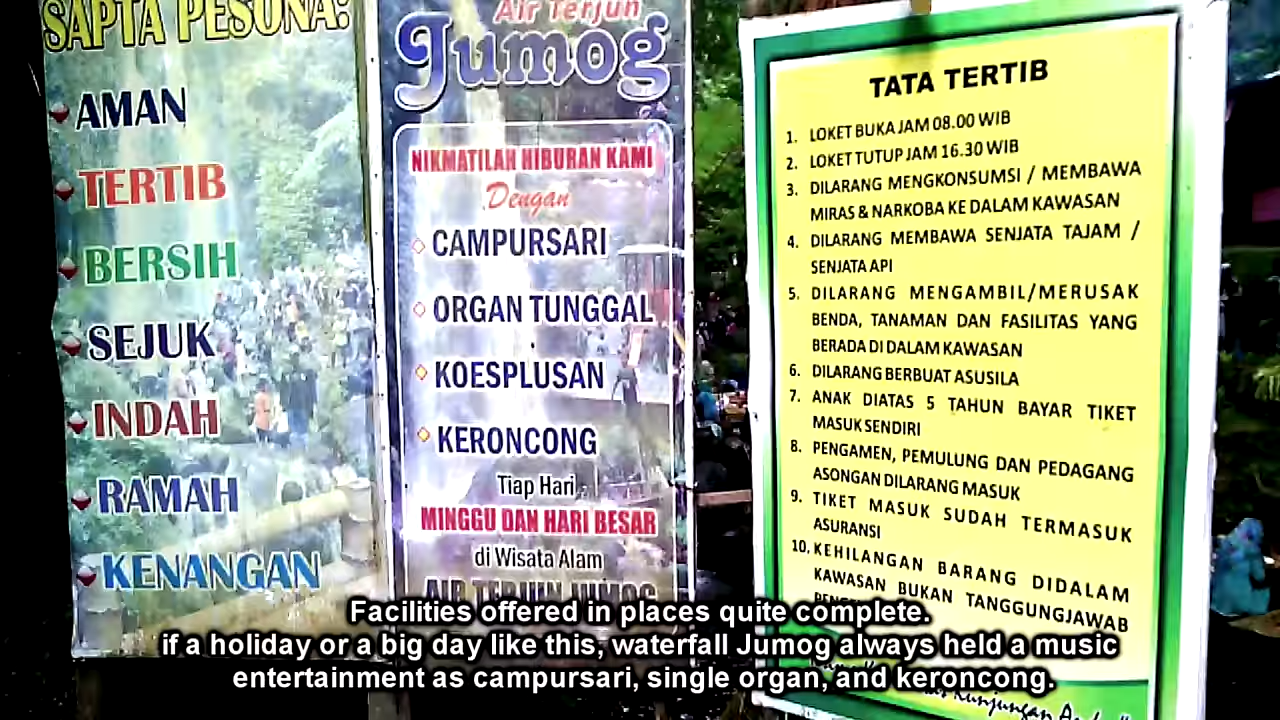 SAPTA PESONA:
AMAN
TERTIB
BERSIH
SEJUK
INDAH
RAMAH
KENANGAN
Air Terjun
Jumog
NIKMATILAH HIBURAN KAMI
Dengan
CAMPURSARI
ORGAN TUNGGAL
KOESPLUSAN
KERONCONG
Tiap Hari
MINGGU DAN HARI BESAR
di Wisata Alam
AIR TERJUN JUMOG
TATA TERTIB
1. LOKET BUKA JAM 08.00 WIB
2. LOKET TUTUP JAM 16.30 WIB
3. DILARANG MENGKONSUMSI / MEMBAWA
MIRAS & NARKOBA KE DALAM KAWASAN
4. DILARANG MEMBAWA SENJATA TAJAM /
SENJATA API
5. DILARANG MENGAMBIL/MERUSAK
BENDA, TANAMAN DAN FASILITAS YANG
BERADA DI DALAM KAWASAN
6. DILARANG BERBUAT ASUSILA
7. ANAK DIATAS 5 TAHUN BAYAR TIKET
MASUK SENDIRI
8. PENGAMEN, PEMULUNG DAN PEDAGANG
ASONGAN DILARANG MASUK
9. TIKET MASUK SUDAH TERMASUK
ASURANSI
10. KEHILANGAN BARANG DIDALAM
KAWASAN BUKAN TANGGUNGJAWAB
Kunjungan
Facilities offered in places quite complete.
if a holiday or a big day like this, waterfall Jumog always held a music
entertainment as campursari, single organ, and keroncong.